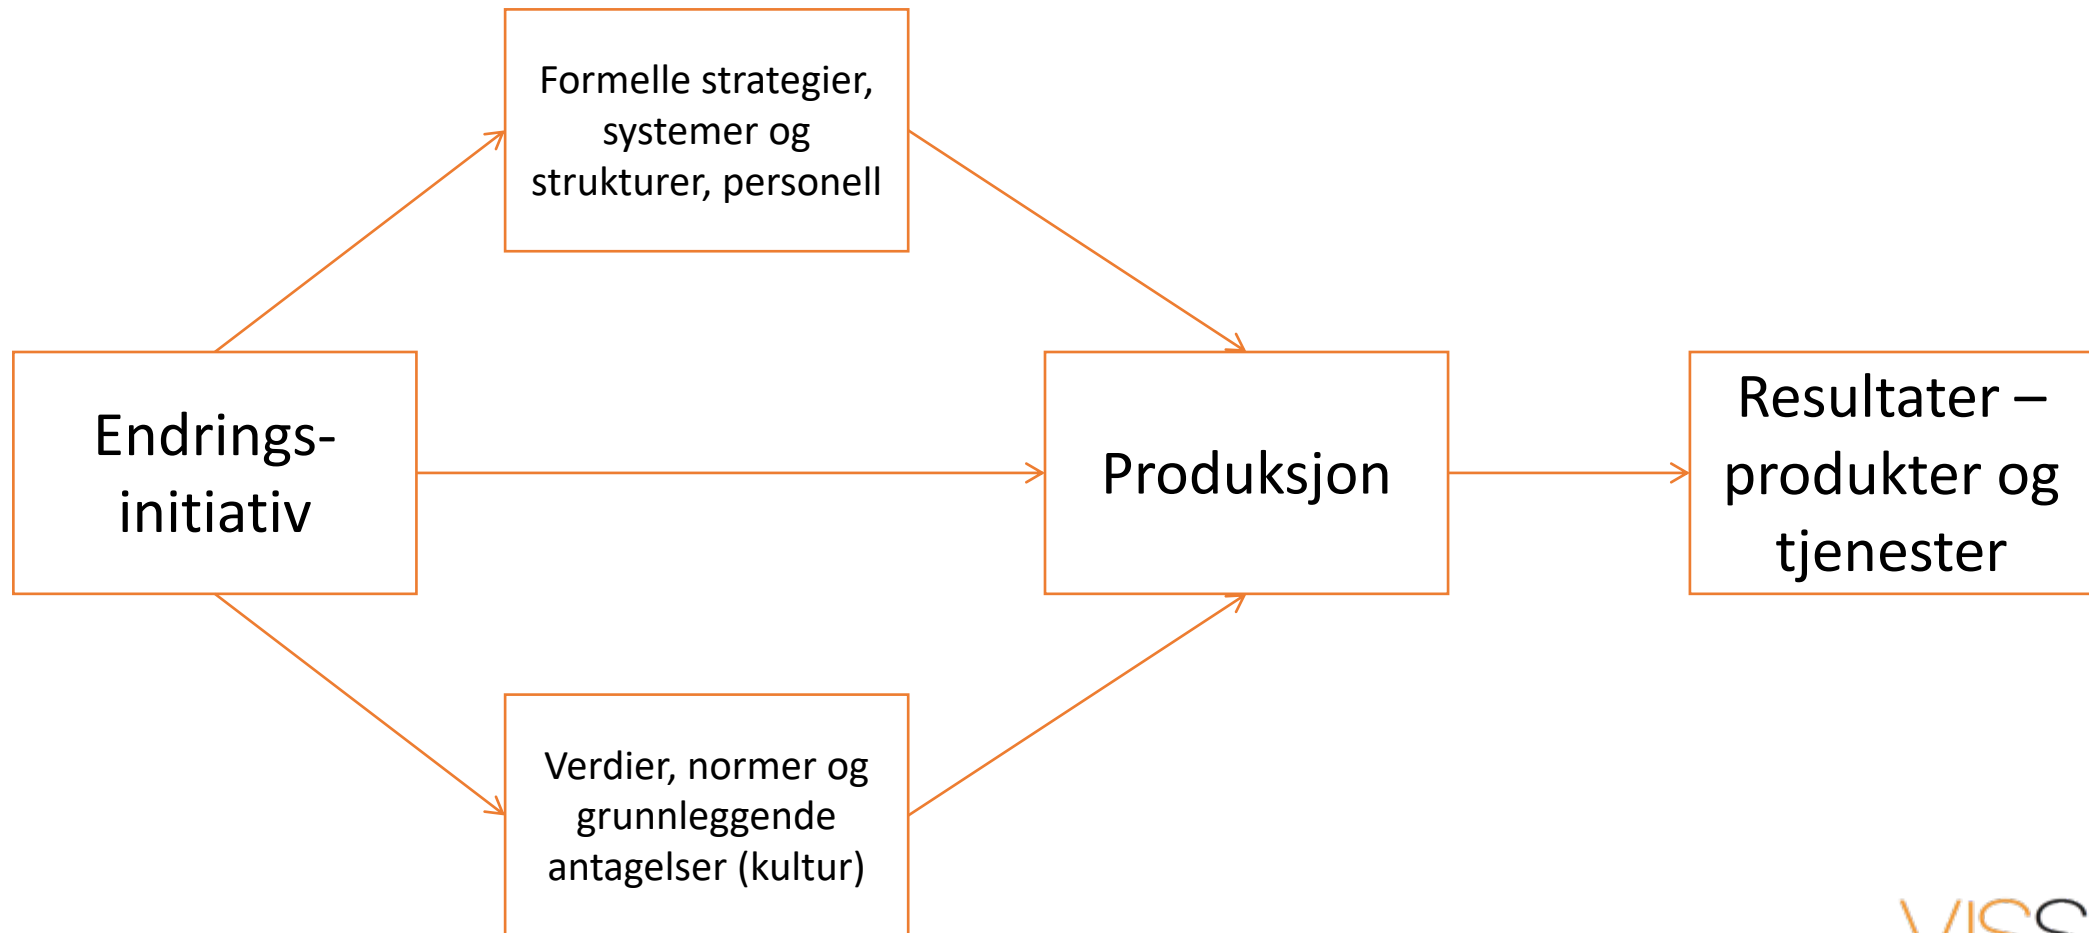 Formelle strategier,
systemer og
strukturer, personell
Endrings-
initiativ
Produksjon
Resultater –
produkter og
tjenester
Verdier, normer og
grunnleggende
antagelser (kultur)